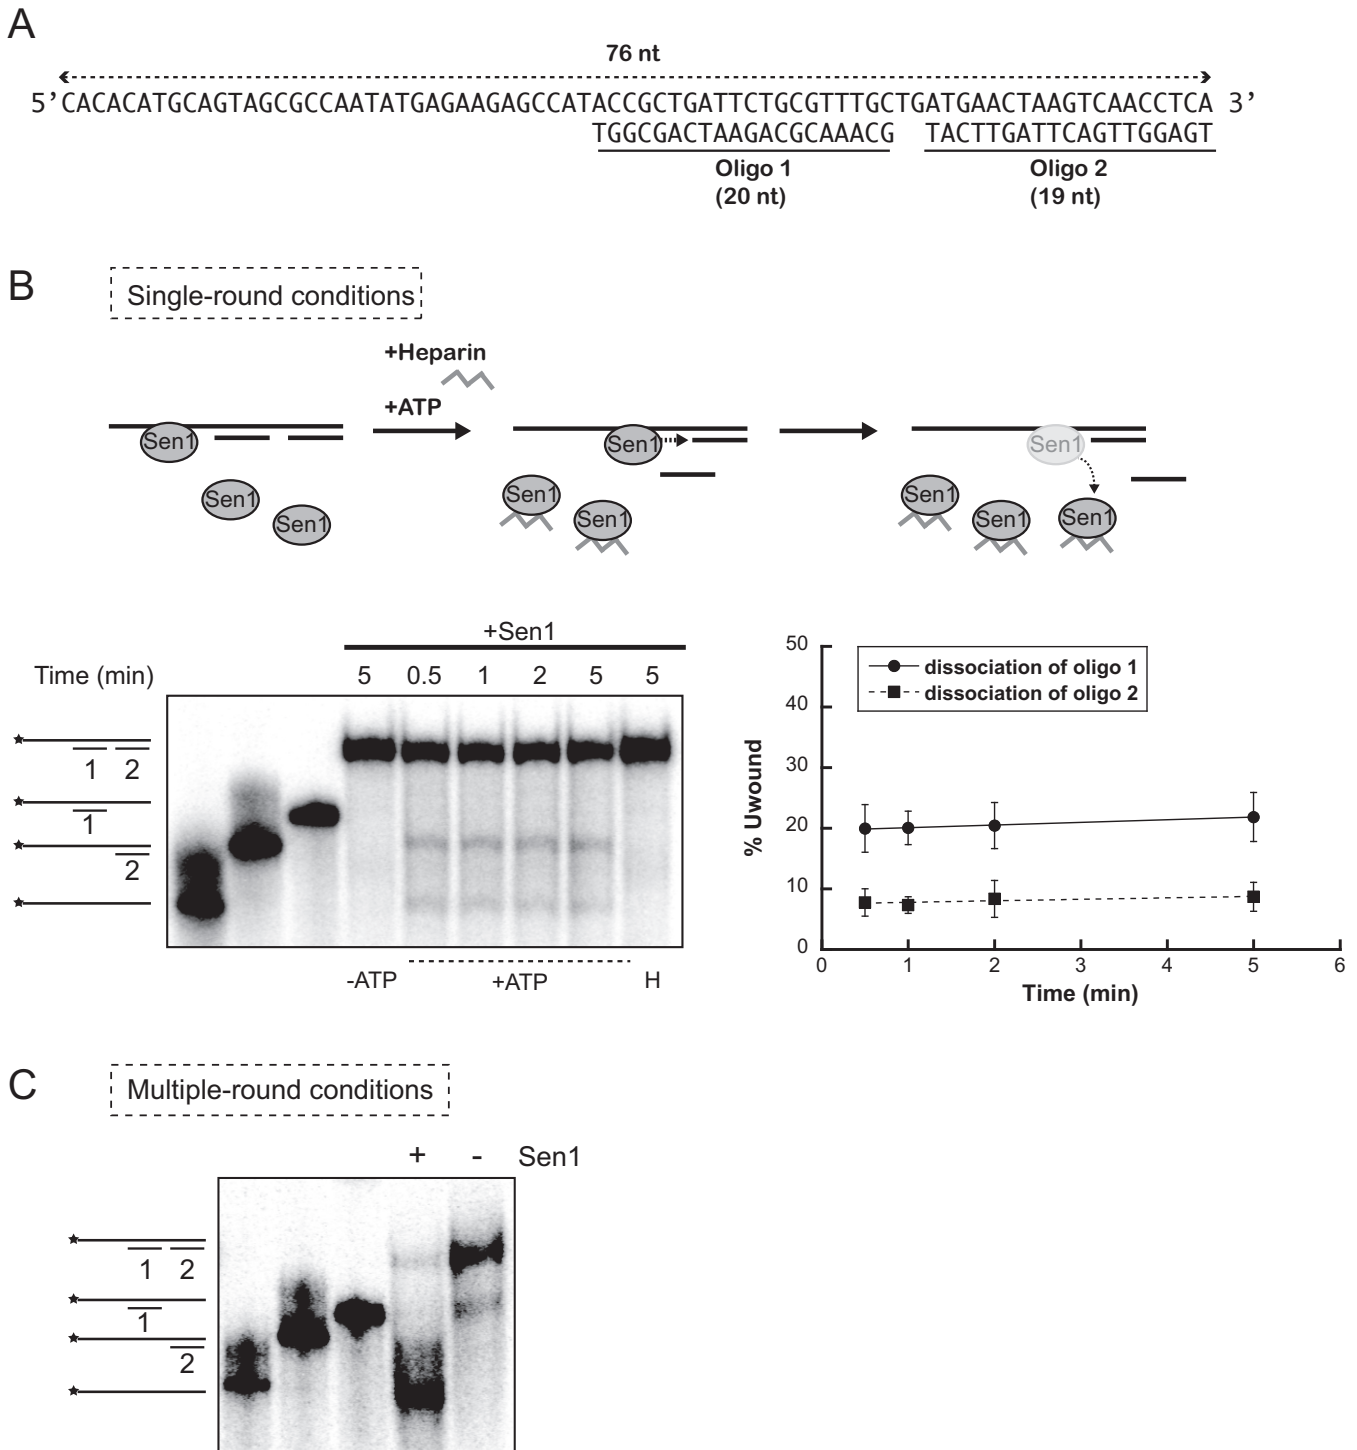 A
76 nt
5’CACACATGCAGTAGCGCCAATATGAGAAGAGCCATACCGCTGATTCTGCGTTTGCTGATGAACTAAGTCAACCTCA 3’
TGGCGACTAAGACGCAAACG TACTTGATTCAGTTGGAGT
Oligo 1 Oligo 2
(20 nt) (19 nt)
B
Single-round conditions
+Heparin
+ATP
Sen1 Sen1 Sen1
Sen1 Sen1 Sen1
Sen1 Sen1 Sen1 Sen1
+Sen1
Time (min) 5 0.5 1 2 5 5
1 2
1
2
-ATP +ATP H
50
40
30
20
10
0
% Uwound
dissociation of oligo 1
dissociation of oligo 2
0 1 2 3 4 5 6
Time (min)
C
Multiple-round conditions
+ - Sen1
1 2
1
2